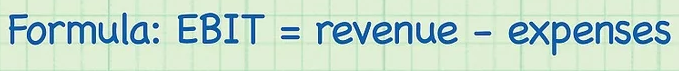 Formula: EBIT = revenue - expenses